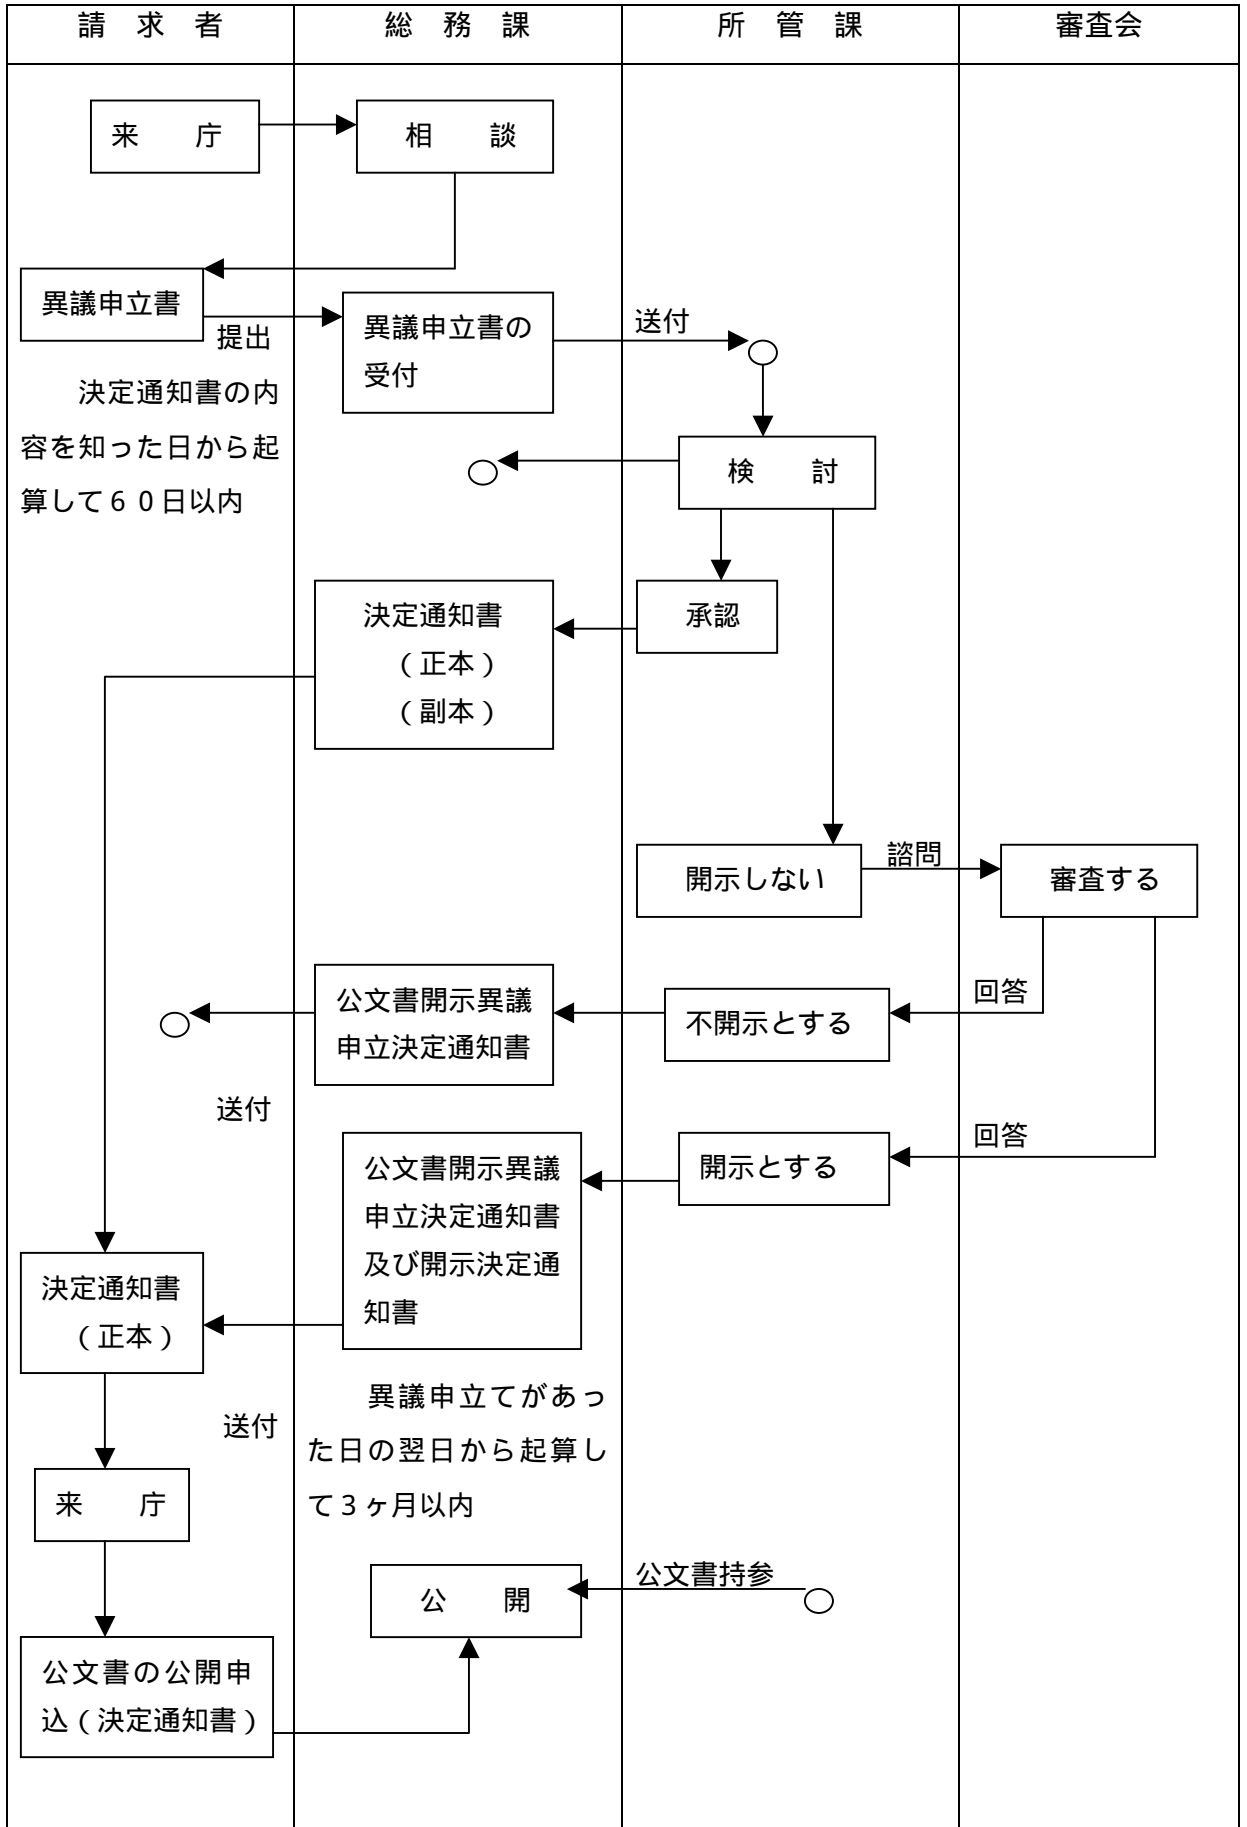 請　求　者
総　務　課
所　管　課
審査会
来　　庁
相　　談
異議申立書
提出
異議申立書の
受付
送付
決定通知書の内
容を知った日から起
算して６０日以内
検　　討
承認
決定通知書
（正本）
（副本）
開示しない
諮問
審査する
回答
不開示とする
公文書開示異議
申立決定通知書
送付
回答
開示とする
公文書開示異議
申立決定通知書
及び開示決定通
知書
決定通知書
（正本）
送付
異議申立てがあっ
た日の翌日から起算し
て３ヶ月以内
来　　庁
公　　開
公文書持参
公文書の公開申
込（決定通知書）